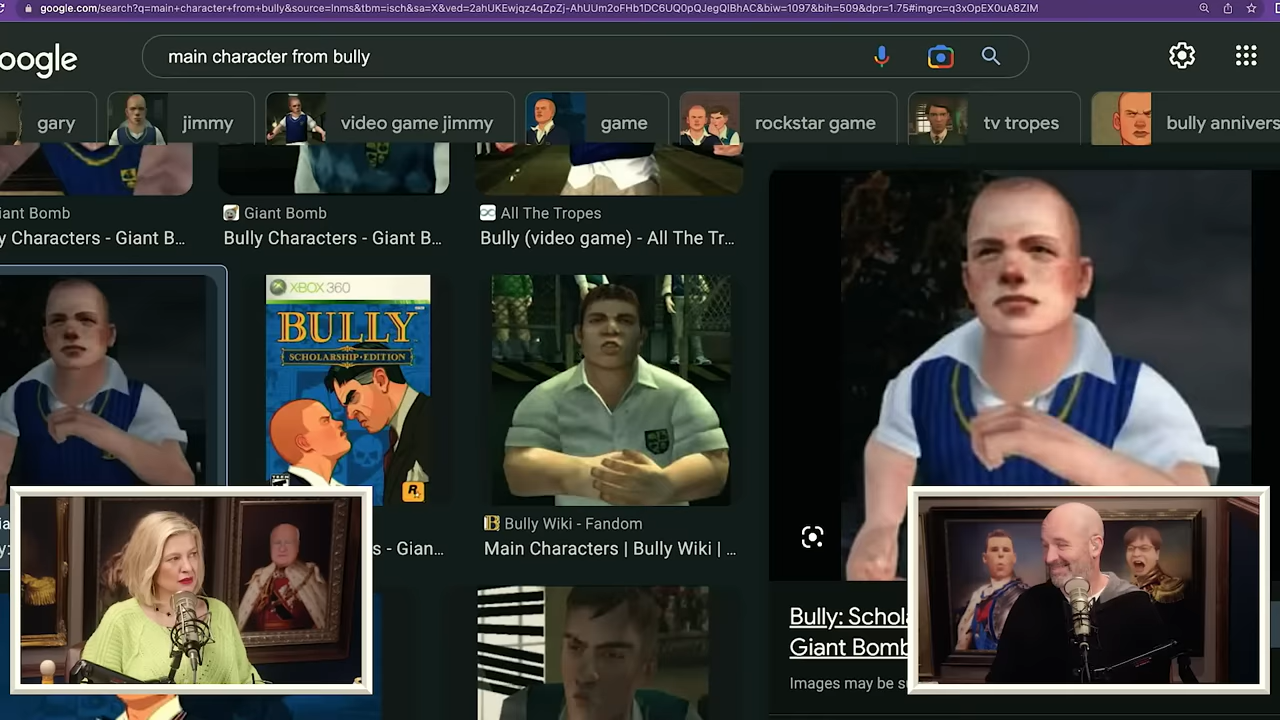 google.com/search?q=main+character+from+bully&source=lnms&tbm=isch&sa=X&ved=2ahUKEwjqz4qZpZj-AhUUm2oFHb1DC6UQ0pQJegQIBhAC&biw=1097&bih=509&dpr=1.75#imgrc=q3xOpEX0uA8ZIM
oogle
main character from bully
gary
jimmy
video game jimmy
game
rockstar game
tv tropes
bully annivers
iant Bomb
Giant Bomb
All The Tropes
y Characters - Giant B...
Bully Characters - Giant B...
Bully (video game) - All The Tr...
XBOX 360
BULLY
SCHOLARSHIP·EDITION
R
Bully Wiki - Fandom
s - Gian...
Main Characters | Bully Wiki | ...
Bully: Schola
Giant Bomb
Images may be su